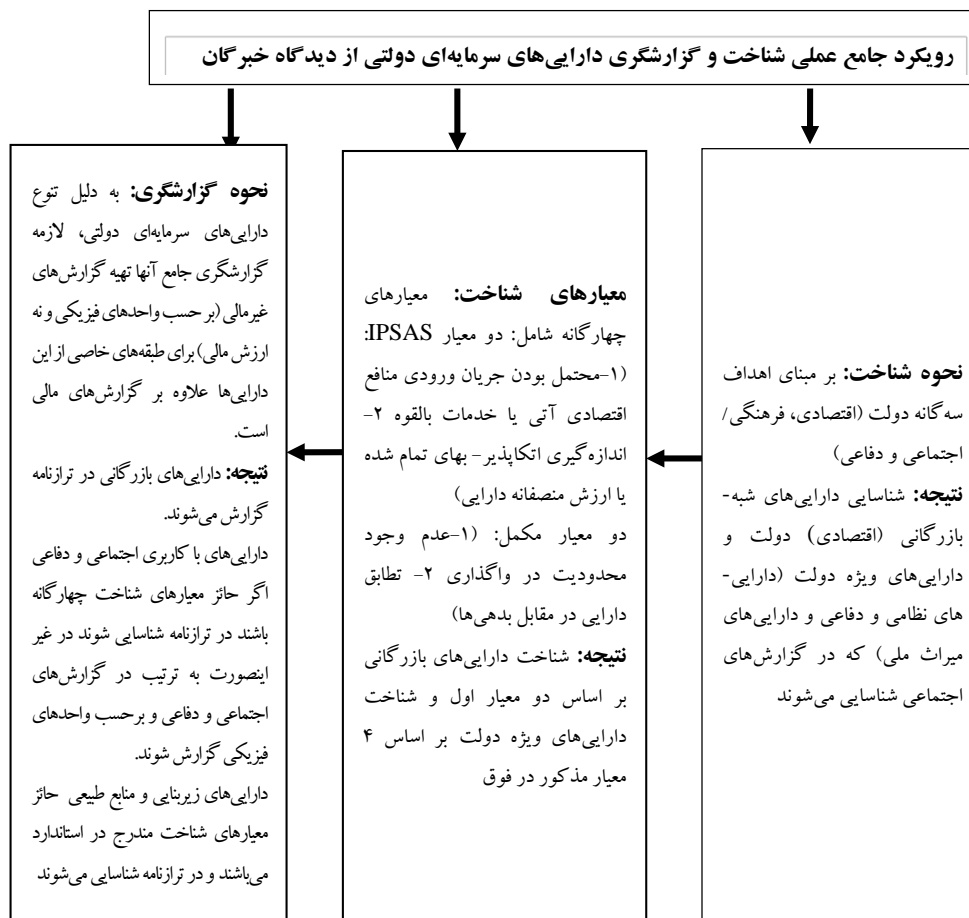 رویکرد جامع عملی شناخت و گزارشگری دارایی‌های سرمایه‌ای دولتی از دیدگاه خبرگان
نحوه شناخت: بر مبنای اهداف
سه‌گانه دولت (اقتصادی، فرهنگی/
اجتماعی و دفاعی)
نتیجه: شناسایی دارایی‌های شبه-
بازرگانی (اقتصادی) دولت و
دارایی‌های ویژه دولت (دارایی-
های نظامی و دفاعی و دارایی‌های
میراث ملی) که در گزارش‌های
اجتماعی شناسایی می‌شوند
معیارهای شناخت: معیارهای
چهارگانه شامل: دو معیار IPSAS:
(۱-محتمل بودن جریان ورودی منافع
اقتصادی آتی یا خدمات بالقوه ۲-
اندازه‌گیری اتکاپذیر- بهای تمام شده
یا ارزش منصفانه دارایی)
دو معیار مکمل: (۱-عدم وجود
محدودیت در واگذاری ۲- تطابق
دارایی در مقابل بدهی‌ها)
نتیجه: شناخت دارایی‌های بازرگانی
بر اساس دو معیار اول و شناخت
دارایی‌های ویژه دولت بر اساس ۴
معیار مذکور در فوق
نحوه گزارشگری: به دلیل تنوع
دارایی‌های سرمایه‌ای دولتی، لازمه
گزارشگری جامع آنها تهیه گزارش‌های
غیرمالی (بر حسب واحدهای فیزیکی و نه
ارزش مالی) برای طبقه‌های خاصی از این
دارایی‌ها علاوه بر گزارش‌های مالی
است.
نتیجه: دارایی‌های بازرگانی در ترازنامه
گزارش می‌شوند.
دارایی‌های با کاربری اجتماعی و دفاعی
اگر حائز معیارهای شناخت چهارگانه
باشند در ترازنامه شناسایی شوند در غیر
اینصورت به ترتیب در گزارش‌های
اجتماعی و دفاعی و برحسب واحدهای
فیزیکی گزارش شوند.
دارایی‌های زیربنایی و منابع طبیعی حائز
معیارهای شناخت مندرج در استاندارد
می‌باشند و در ترازنامه شناسایی می‌شوند